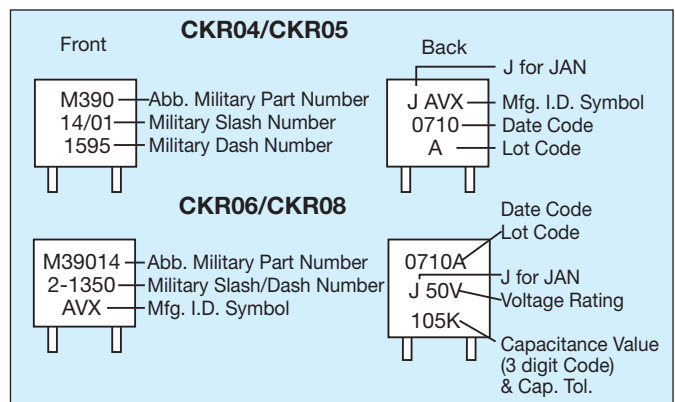 CKR04/CKR05
Front
M390
14/01
1595
Abb. Military Part Number
Military Slash Number
Military Dash Number
Back
J for JAN
J AVX
Mfg. I.D. Symbol
0710
Date Code
A
Lot Code
CKR06/CKR08
M39014
2-1350
AVX
Abb. Military Part Number
Military Slash/Dash Number
Mfg. I.D. Symbol
Date Code
Lot Code
0710A
J for JAN
J 50V
Voltage Rating
105K
Capacitance Value
(3 digit Code)
& Cap. Tol.